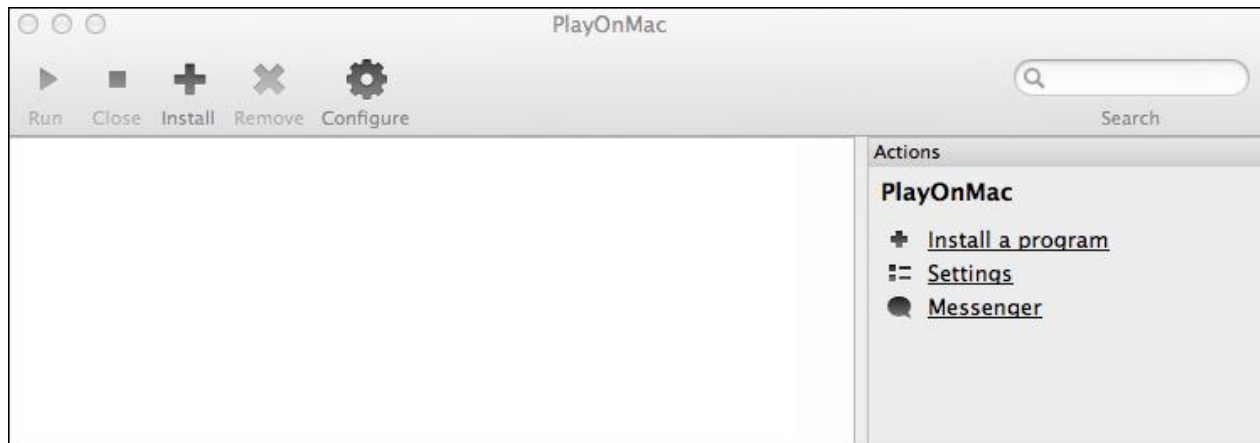 PlayOnMac
Run Close Install Remove Configure Search
Actions
PlayOnMac
Install a program
Settings
Messenger